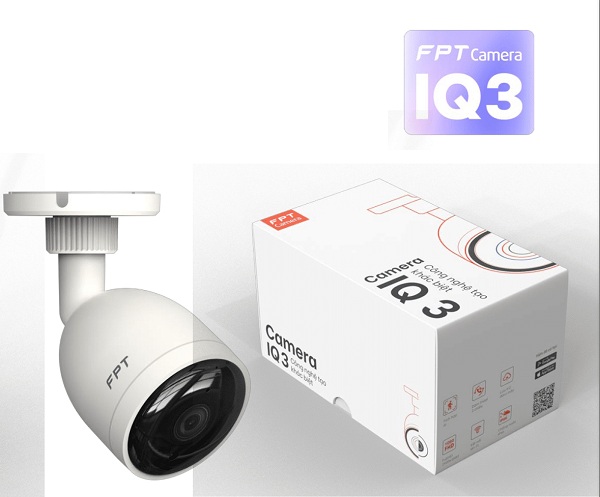 FPT Camera
IQ3
FPT
Camera
Camera
IQ 3
Công nghệ tạo
khác biệt
Camera
IQ3
Công nghệ tạo
khác biệt
FPT